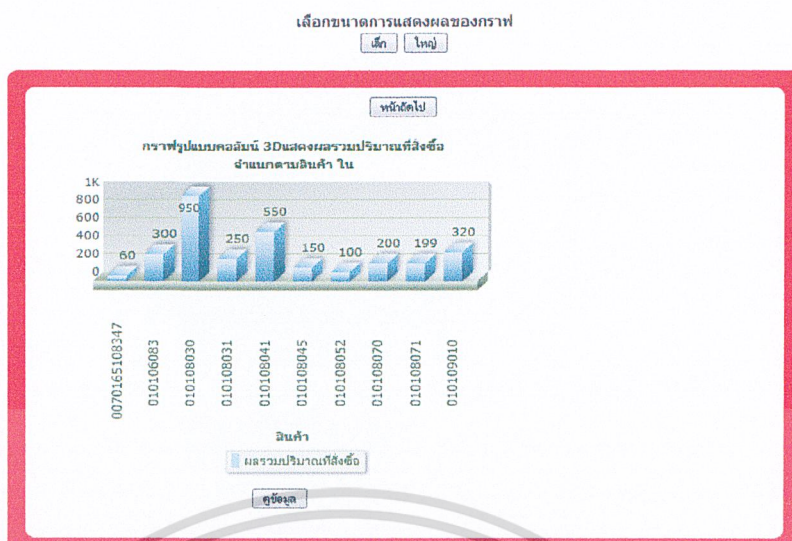 เลือกขนาดการแสดงผลของกราฟ
เล็ก ใหญ่
หน้าถัดไป
กราฟรูปแบบคอลัมน์ 3Dแสดงผลรวมปริมาณที่สั่งซื้อ
จำแนกตามสินค้า ใน
1K
800
600
400
200
0
60 300 950 250 550 150 100 200 199 320
0070165108347
010106083
010108030
010108031
010108041
010108045
010108052
010108070
010108071
010109010
สินค้า
ผลรวมปริมาณที่สั่งซื้อ
ดูข้อมูล